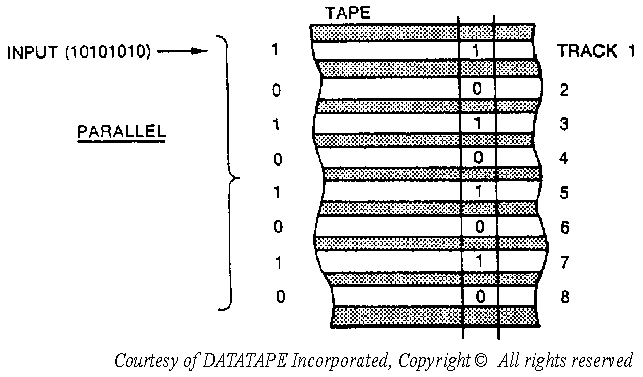 TAPE
INPUT (10101010) 1 1 TRACK 1
0 0 2
1 1 3
PARALLEL
0 0 4
1 1 5
0 0 6
1 1 7
0 0 8
Courtesy of DATATAPE Incorporated, Copyright © All rights reserved